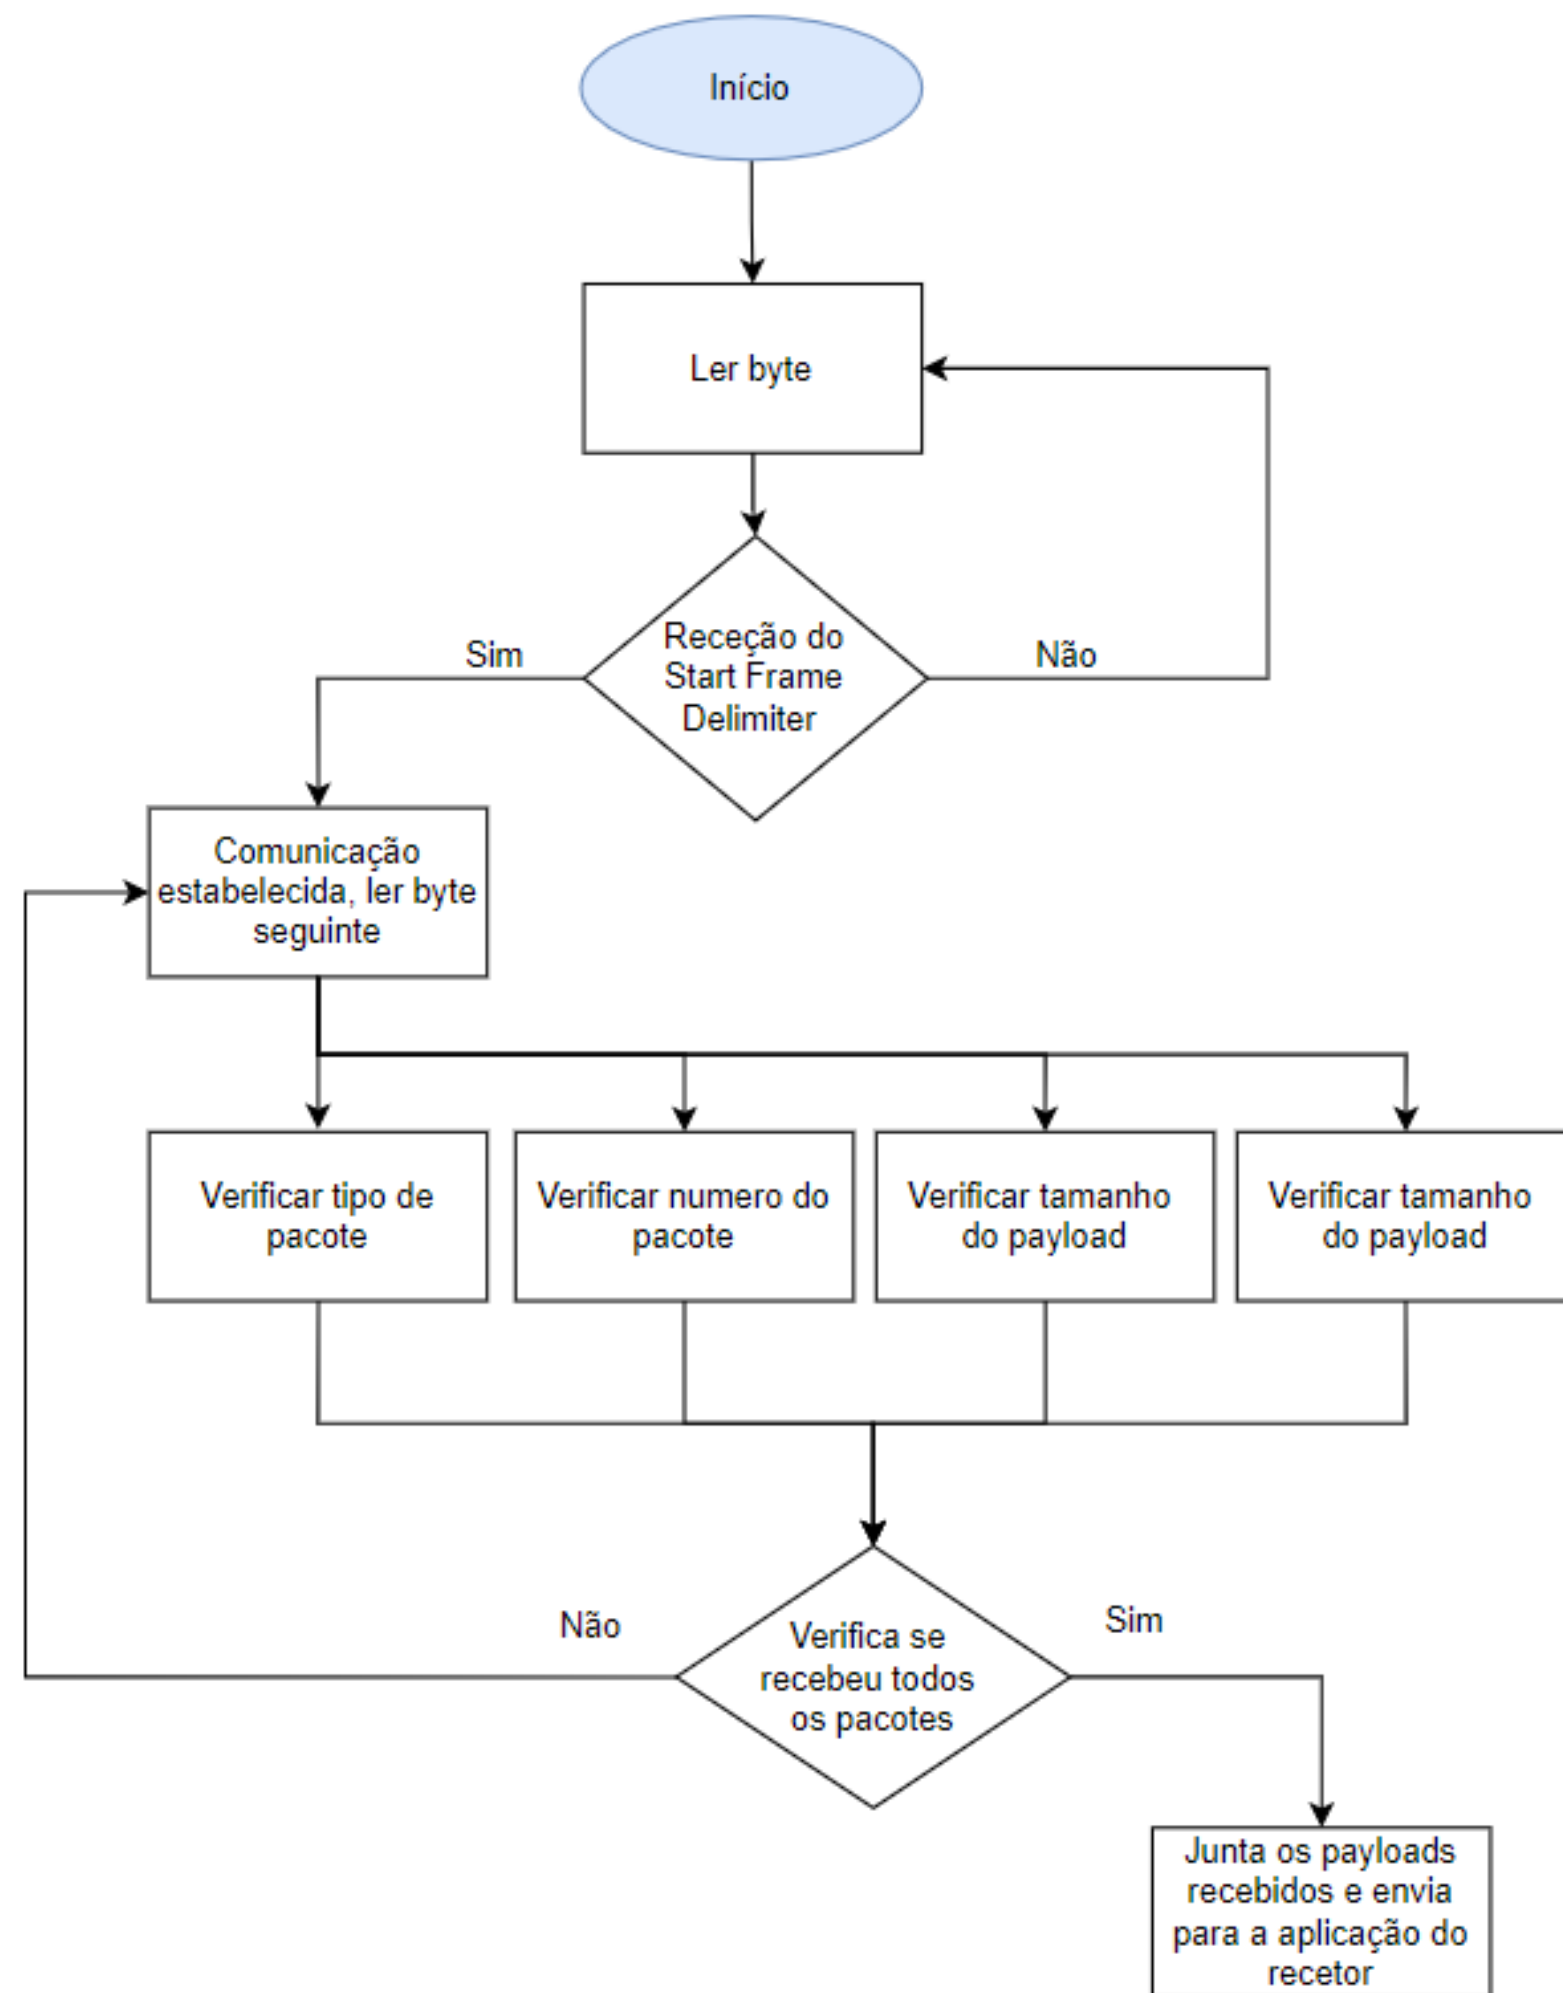 Início
Ler byte
Receção do
Start Frame
Delimiter
Sim
Não
Comunicação
estabelecida, ler byte
seguinte
Verificar tipo de
pacote
Verificar numero do
pacote
Verificar tamanho
do payload
Verificar tamanho
do payload
Não
Sim
Verifica se
recebeu todos
os pacotes
Junta os payloads
recebidos e envia
para a aplicação do
recetor